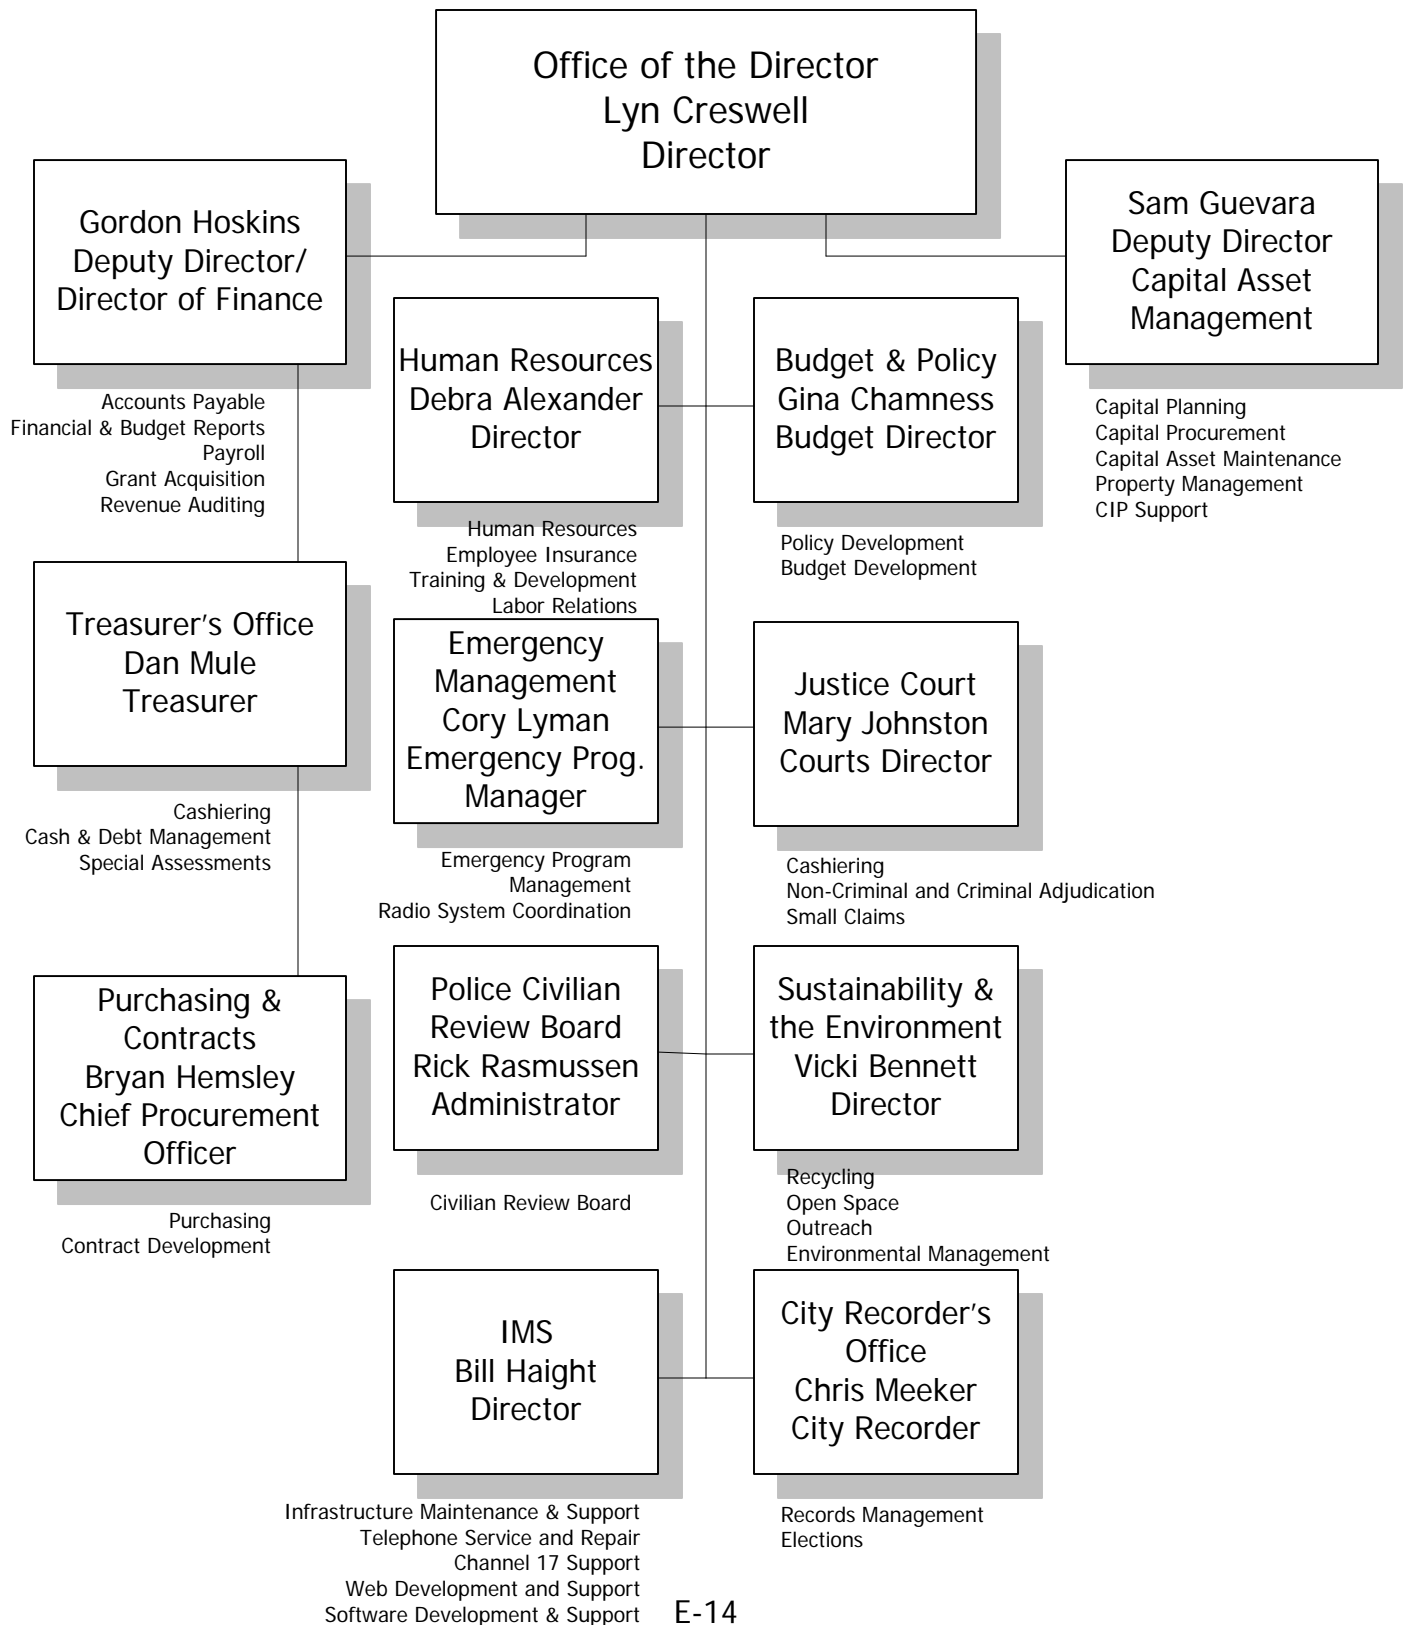 Office of the Director
Lyn Creswell
Director
Gordon Hoskins
Deputy Director/
Director of Finance
Accounts Payable
Financial & Budget Reports
Payroll
Grant Acquisition
Revenue Auditing
Sam Guevara
Deputy Director
Capital Asset
Management
Capital Planning
Capital Procurement
Capital Asset Maintenance
Property Management
CIP Support
Human Resources
Debra Alexander
Director
Human Resources
Employee Insurance
Training & Development
Labor Relations
Budget & Policy
Gina Chamness
Budget Director
Policy Development
Budget Development
Treasurer's Office
Dan Mule
Treasurer
Cashiering
Cash & Debt Management
Special Assessments
Emergency
Management
Cory Lyman
Emergency Prog.
Manager
Emergency Program
Management
Radio System Coordination
Justice Court
Mary Johnston
Courts Director
Cashiering
Non-Criminal and Criminal Adjudication
Small Claims
Purchasing &
Contracts
Bryan Hemsley
Chief Procurement
Officer
Purchasing
Contract Development
Police Civilian
Review Board
Rick Rasmussen
Administrator
Civilian Review Board
Sustainability &
the Environment
Vicki Bennett
Director
Recycling
Open Space
Outreach
Environmental Management
IMS
Bill Haight
Director
Infrastructure Maintenance & Support
Telephone Service and Repair
Channel 17 Support
Web Development and Support
Software Development & Support
City Recorder's
Office
Chris Meeker
City Recorder
Records Management
Elections
E-14